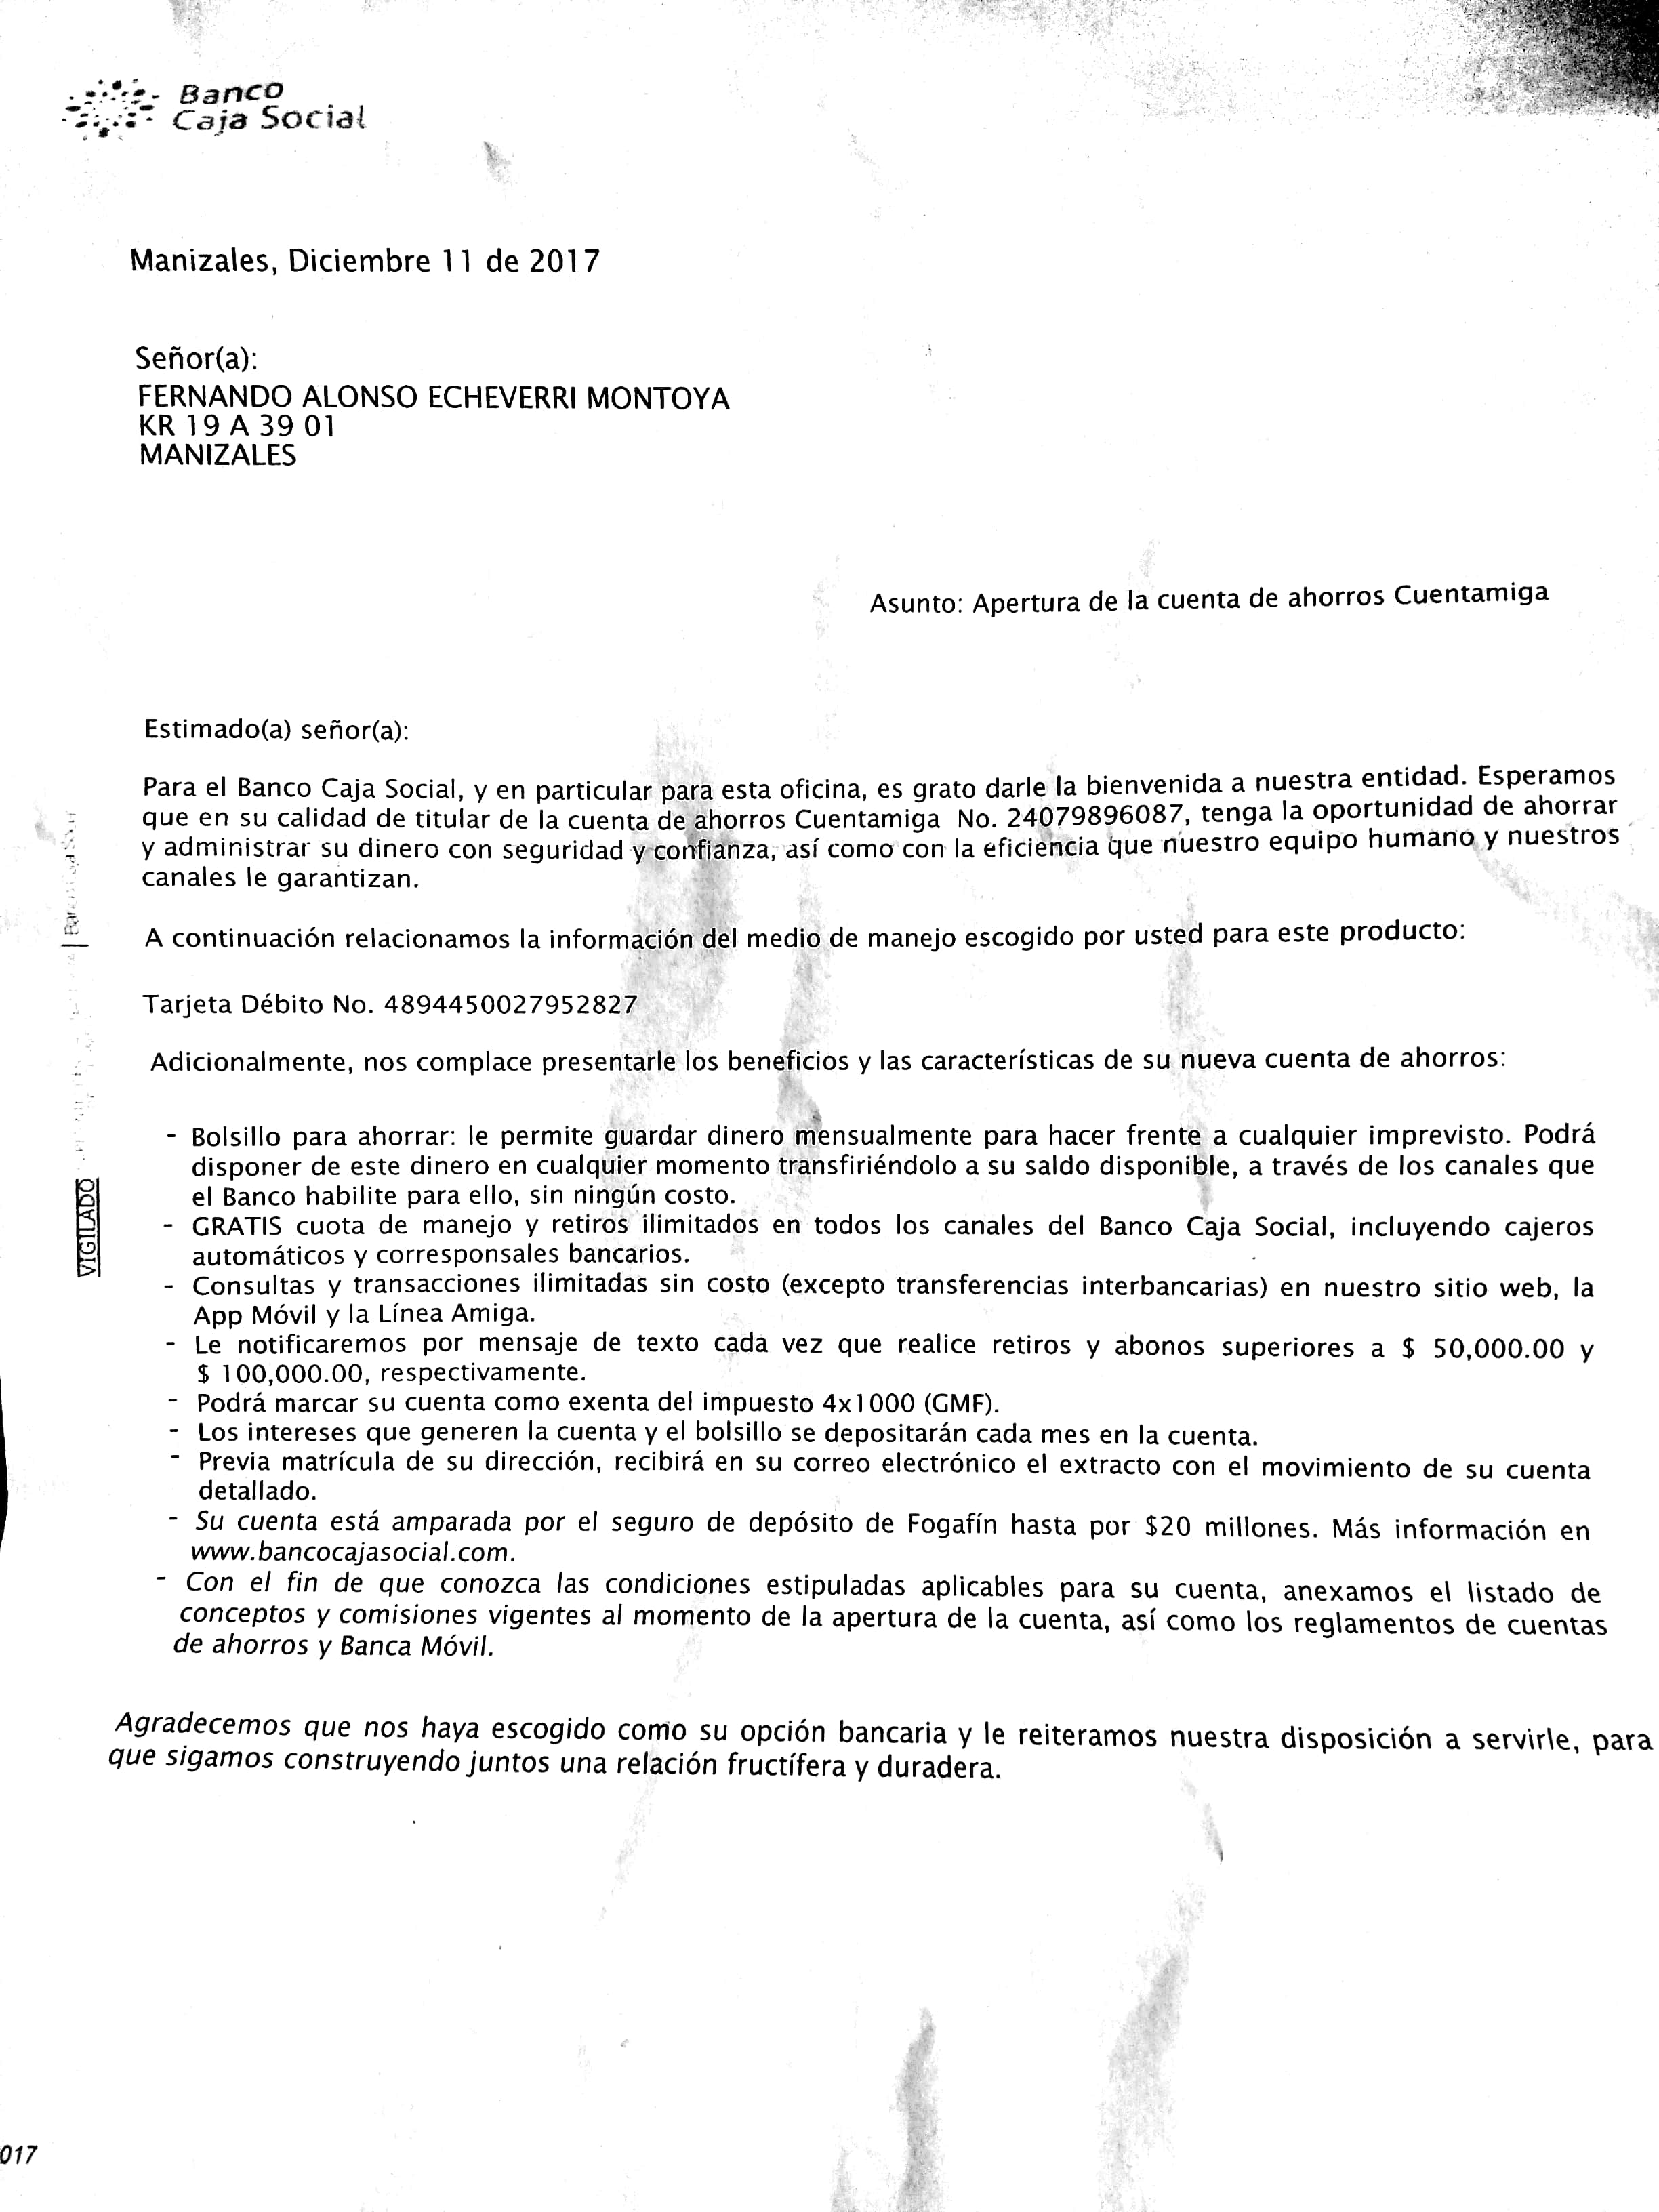 Banco
Caja Social
Manizales, Diciembre 11 de 2017
Señor(a):
FERNANDO ALONSO ECHEVERRI MONTOYA
KR 19 A 39 01
MANIZALES
Asunto: Apertura de la cuenta de ahorros Cuentamiga
Estimado(a) señor(a):
Para el Banco Caja Social, y en particular para esta oficina, es grato darle la bienvenida a nuestra entidad. Esperamos
que en su calidad de titular de la cuenta de ahorros Cuentamiga No. 24079896087, tenga la oportunidad de ahorrar
y administrar su dinero con seguridad y confianza, así como con la eficiencia que nuestro equipo humano y nuestros
canales le garantizan.
A continuación relacionamos la información del medio de manejo escogido por usted para este producto:
Tarjeta Débito No. 4894450027952827
Adicionalmente, nos complace presentarle los beneficios y las características de su nueva cuenta de ahorros:
- Bolsillo para ahorrar: le permite guardar dinero mensualmente para hacer frente a cualquier imprevisto. Podrá
disponer de este dinero en cualquier momento transfiriéndolo a su saldo disponible, a través de los canales que
el Banco habilite para ello, sin ningún costo.
- GRATIS cuota de manejo y retiros ilimitados en todos los canales del Banco Caja Social, incluyendo cajeros
automáticos y corresponsales bancarios.
- Consultas y transacciones ilimitadas sin costo (excepto transferencias interbancarias) en nuestro sitio web, la
App Móvil y la Línea Amiga.
- Le notificaremos por mensaje de texto cada vez que realice retiros y abonos superiores a $ 50,000.00 y
$ 100,000.00, respectivamente.
- Podrá marcar su cuenta como exenta del impuesto 4x1000 (GMF).
- Los intereses que generen la cuenta y el bolsillo se depositarán cada mes en la cuenta.
- Previa matrícula de su dirección, recibirá en su correo electrónico el extracto con el movimiento de su cuenta
detallado.
- Su cuenta está amparada por el seguro de depósito de Fogafín hasta por $20 millones. Más información en
www.bancocajasocial.com.
- Con el fin de que conozca las condiciones estipuladas aplicables para su cuenta, anexamos el listado de
conceptos y comisiones vigentes al momento de la apertura de la cuenta, así como los reglamentos de cuentas
de ahorros y Banca Móvil.
Agradecemos que nos haya escogido como su opción bancaria y le reiteramos nuestra disposición a servirle, para
que sigamos construyendo juntos una relación fructífera y duradera.
VIGILADO
017